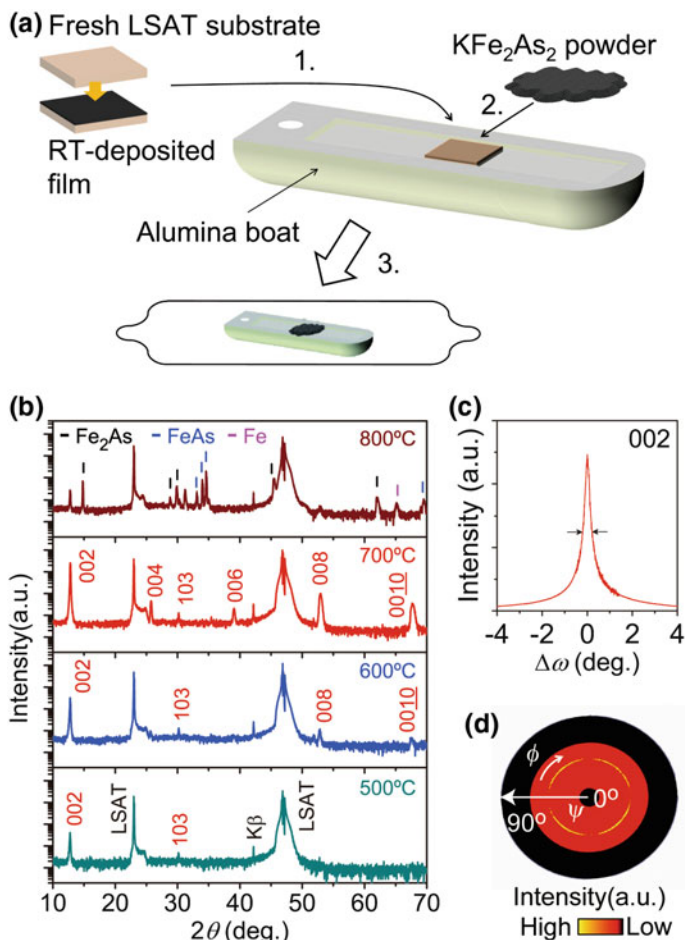 (a) Fresh LSAT substrate
1.
KFe₂As₂ powder
2.
RT-deposited
film
Alumina boat
3.
(b)
Fe₂As FeAs Fe 800ºC
002 004 103 006 008 0010 700ºC
002 103 008 0010 600ºC
002 LSAT 103 Kβ LSAT 500ºC
Intensity(a.u.)
10 20 30 40 50 60 70
2θ (deg.)
(c)
002
Intensity (a.u.)
-4 -2 0 2 4
Δω (deg.)
(d)
ϕ
ψ 0º
90º
Intensity(a.u.)
High Low